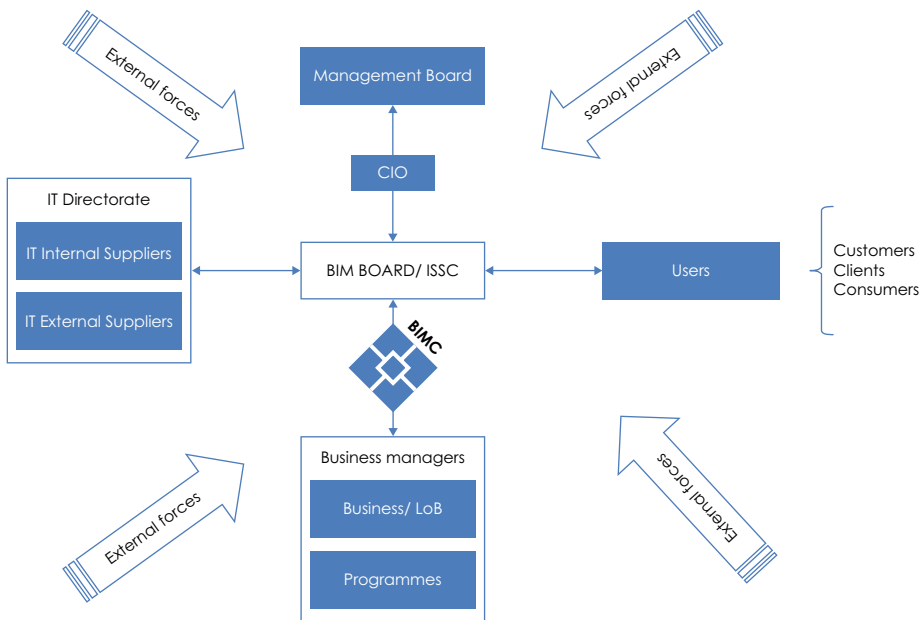 External forces
External forces
Management Board
CIO
IT Directorate
IT Internal Suppliers
IT External Suppliers
BIM BOARD/ ISSC
Users
Customers
Clients
Consumers
BIMC
Business managers
Business/ LoB
Programmes
External forces
External forces